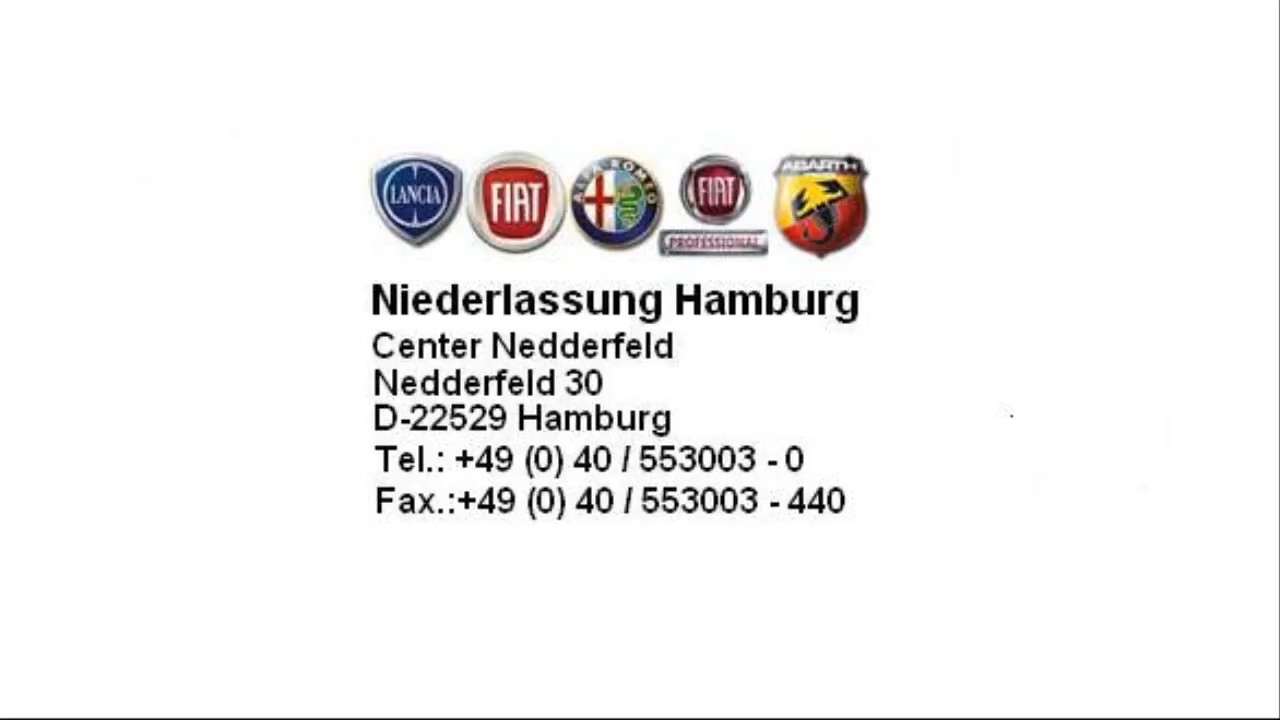 LANCIA FIAT ALFA ROMEO FIAT ABARTH
PROFESSIONAL
Niederlassung Hamburg
Center Nedderfeld
Nedderfeld 30
D-22529 Hamburg
Tel.: +49 (0) 40 / 553003 - 0
Fax.:+49 (0) 40 / 553003 - 440